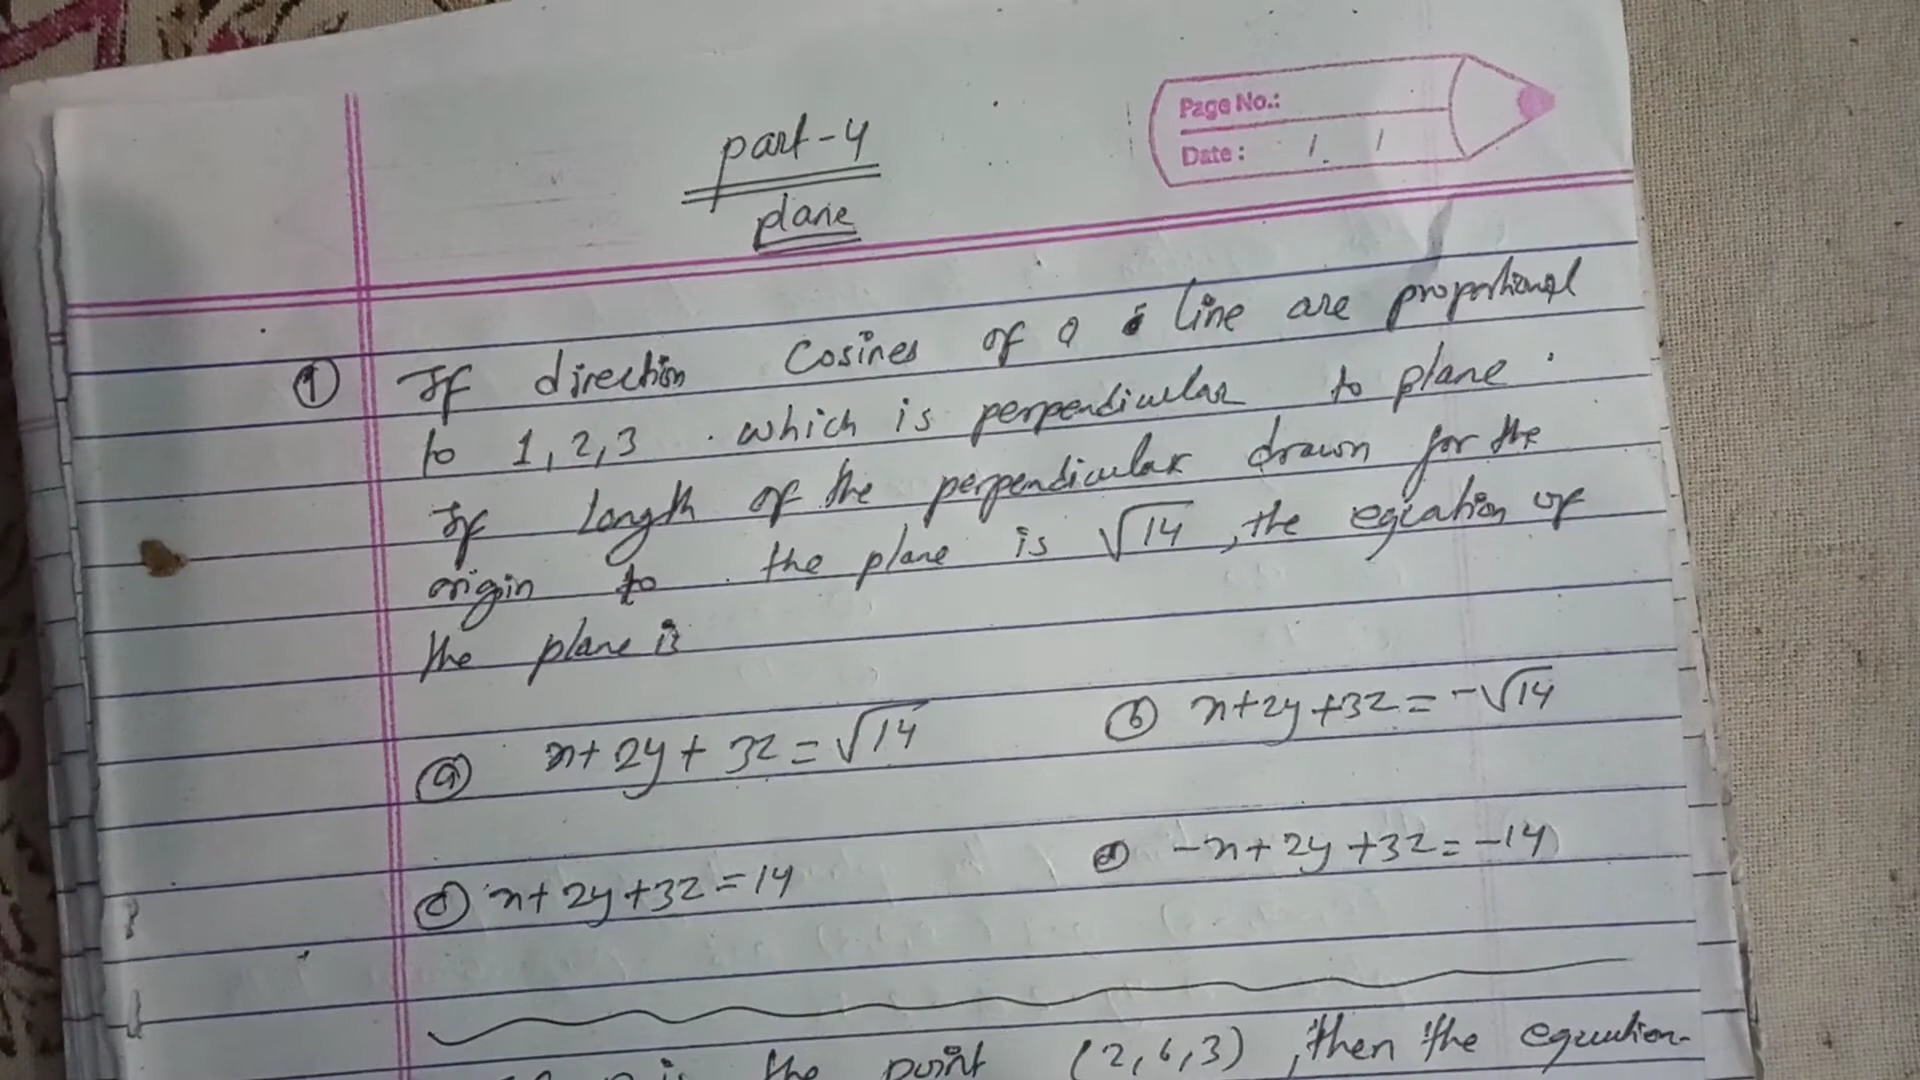 part-4
plane
Page No.:
Date: / /
① If direction Cosines of a line are proportional
to 1,2,3 . which is perpendicular to plane.
If length of the perpendicular drawn for the
origin to the plane is √14, the eqcation of
the plane is
ⓐ x+2y+3z=√14 ⓑ x+2y+3z=-√14
ⓒ x+2y+3z=14 ⓓ -x+2y+3z=-14
is the point (2,6,3), then the equation-